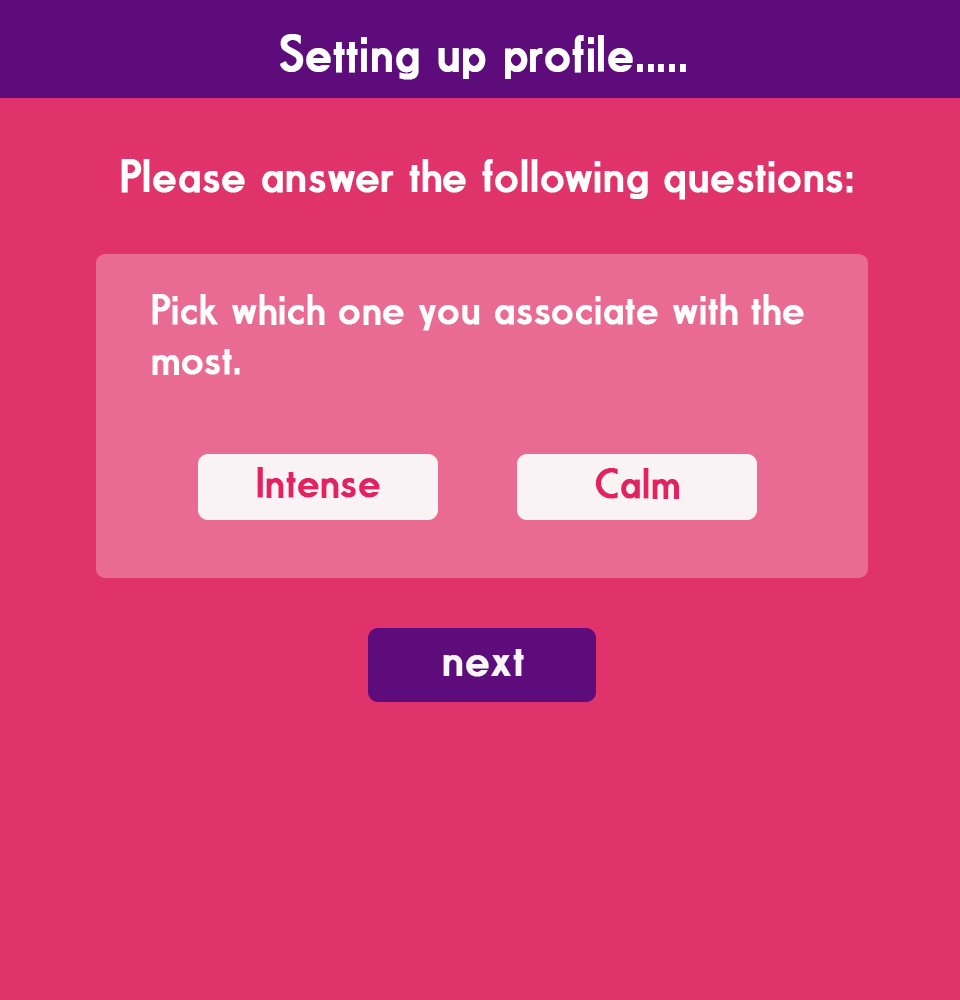 Setting up profile.....
Please answer the following questions:
Pick which one you associate with the
most.
Intense
Calm
next